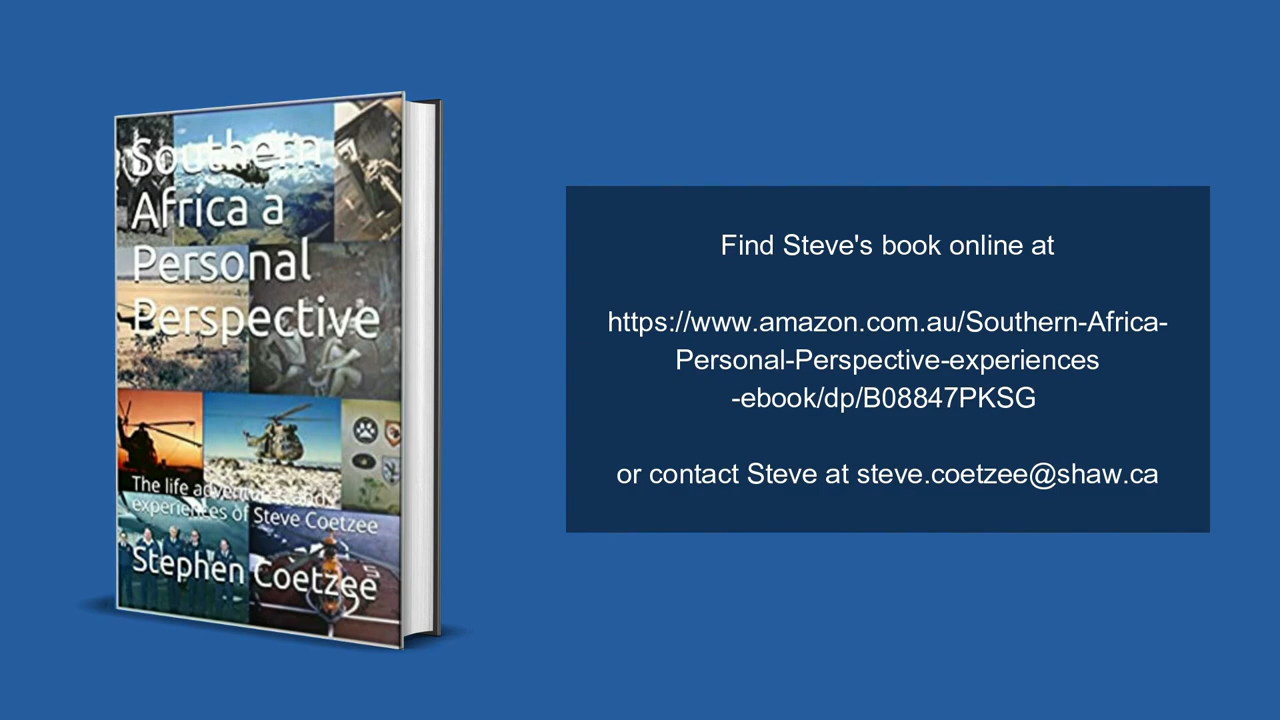 Southern
Africa a
Personal
Perspective
The life adventures and
experiences of Steve Coetzee
Stephen Coetzee
Find Steve's book online at
https://www.amazon.com.au/Southern-Africa-
Personal-Perspective-experiences
-ebook/dp/B08847PKSG
or contact Steve at steve.coetzee@shaw.ca